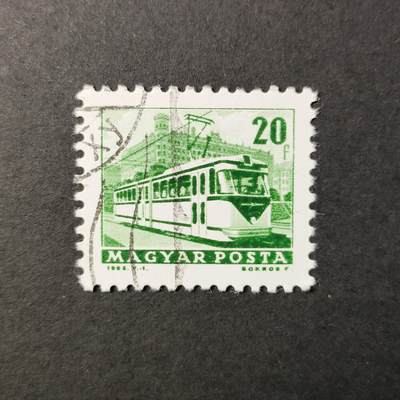 20
f
MAGYAR POSTA
BOKROS F.